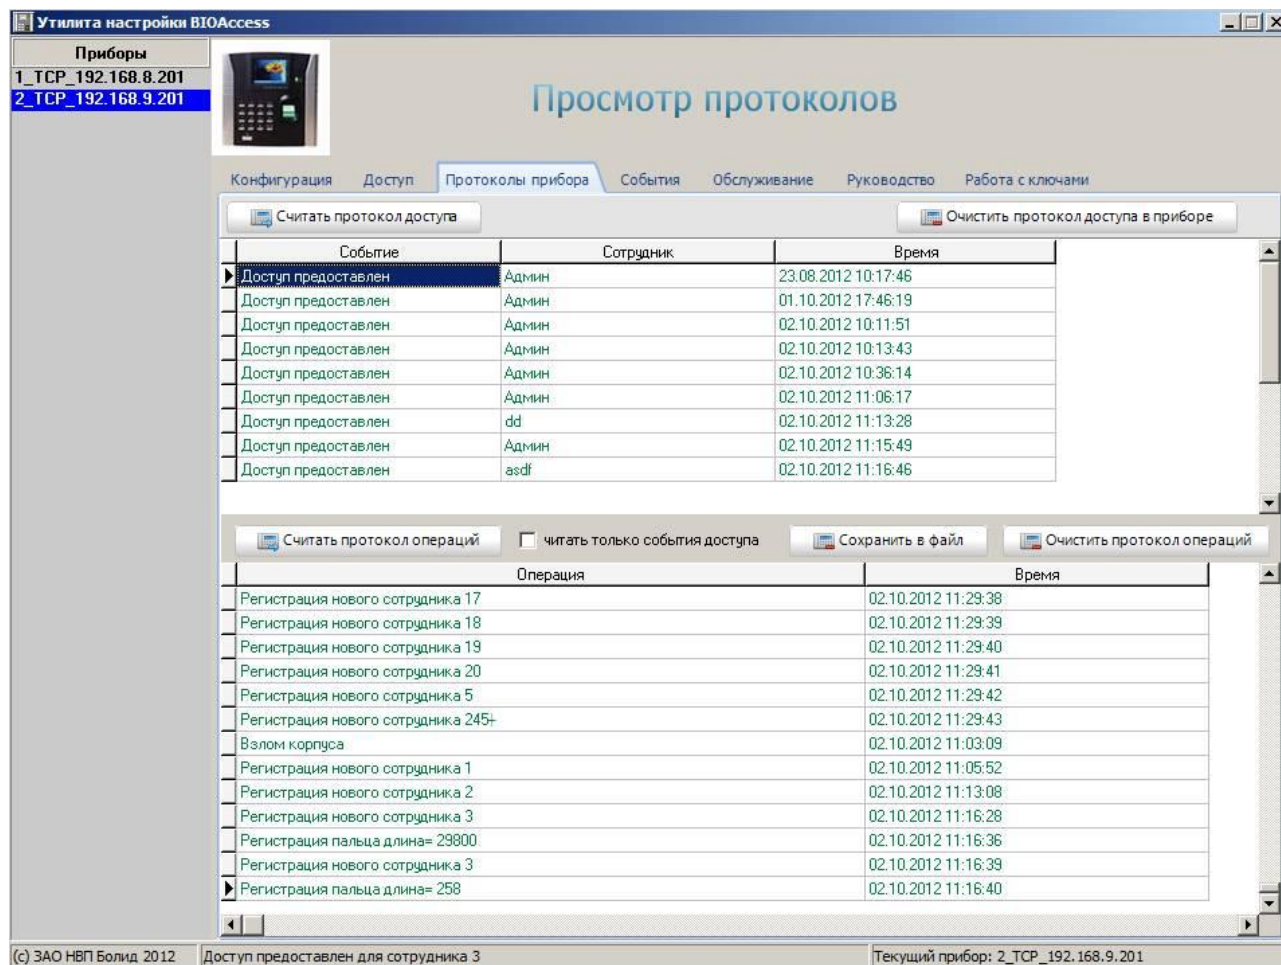 Утилита настройки BIOAccess
Приборы
1_TCP_192.168.8.201
2_TCP_192.168.9.201
Просмотр протоколов
Конфигурация Доступ Протоколы прибора События Обслуживание Руководство Работа с ключами
Считать протокол доступа Очистить протокол доступа в приборе
Событие Сотрудник Время
Доступ предоставлен Админ 23.08.2012 10:17:46
Доступ предоставлен Админ 01.10.2012 17:46:19
Доступ предоставлен Админ 02.10.2012 10:11:51
Доступ предоставлен Админ 02.10.2012 10:13:43
Доступ предоставлен Админ 02.10.2012 10:36:14
Доступ предоставлен Админ 02.10.2012 11:06:17
Доступ предоставлен dd 02.10.2012 11:13:28
Доступ предоставлен Админ 02.10.2012 11:15:49
Доступ предоставлен asdf 02.10.2012 11:16:46
Считать протокол операций читать только события доступа Сохранить в файл Очистить протокол операций
Операция Время
Регистрация нового сотрудника 17 02.10.2012 11:29:38
Регистрация нового сотрудника 18 02.10.2012 11:29:39
Регистрация нового сотрудника 19 02.10.2012 11:29:40
Регистрация нового сотрудника 20 02.10.2012 11:29:41
Регистрация нового сотрудника 5 02.10.2012 11:29:42
Регистрация нового сотрудника 245+ 02.10.2012 11:29:43
Взлом корпуса 02.10.2012 11:03:09
Регистрация нового сотрудника 1 02.10.2012 11:05:52
Регистрация нового сотрудника 2 02.10.2012 11:13:08
Регистрация нового сотрудника 3 02.10.2012 11:16:28
Регистрация пальца длина= 29800 02.10.2012 11:16:36
Регистрация нового сотрудника 3 02.10.2012 11:16:39
Регистрация пальца длина= 258 02.10.2012 11:16:40
(c) ЗАО НВП Болид 2012 Доступ предоставлен для сотрудника 3 Текущий прибор: 2_TCP_192.168.9.201